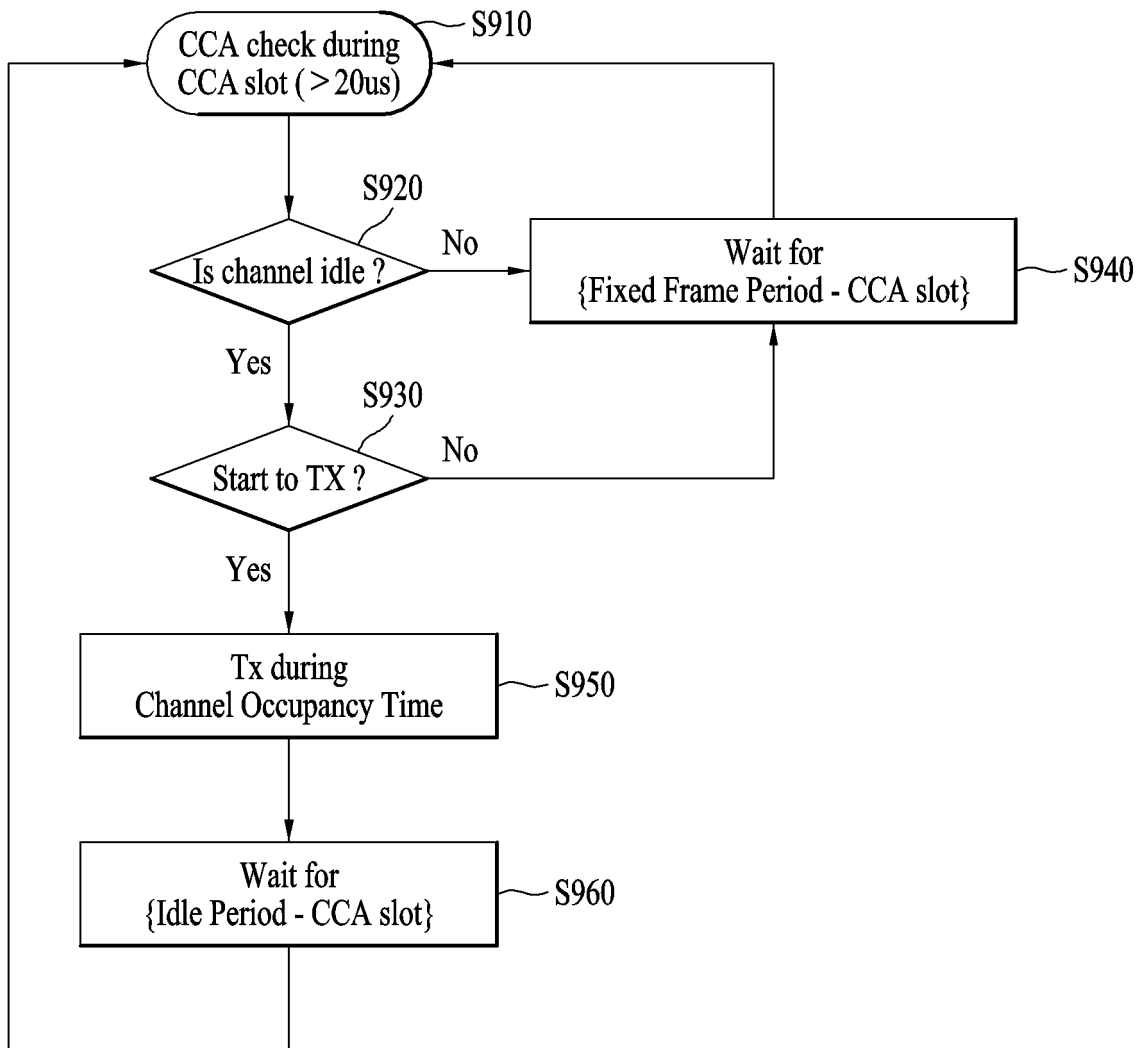 S910
CCA check during
CCA slot ( > 20us)
S920
Is channel idle ?
No
Wait for
{Fixed Frame Period - CCA slot}
S940
Yes
S930
Start to TX ?
No
Yes
Tx during
Channel Occupancy Time
S950
Wait for
{Idle Period - CCA slot}
S960